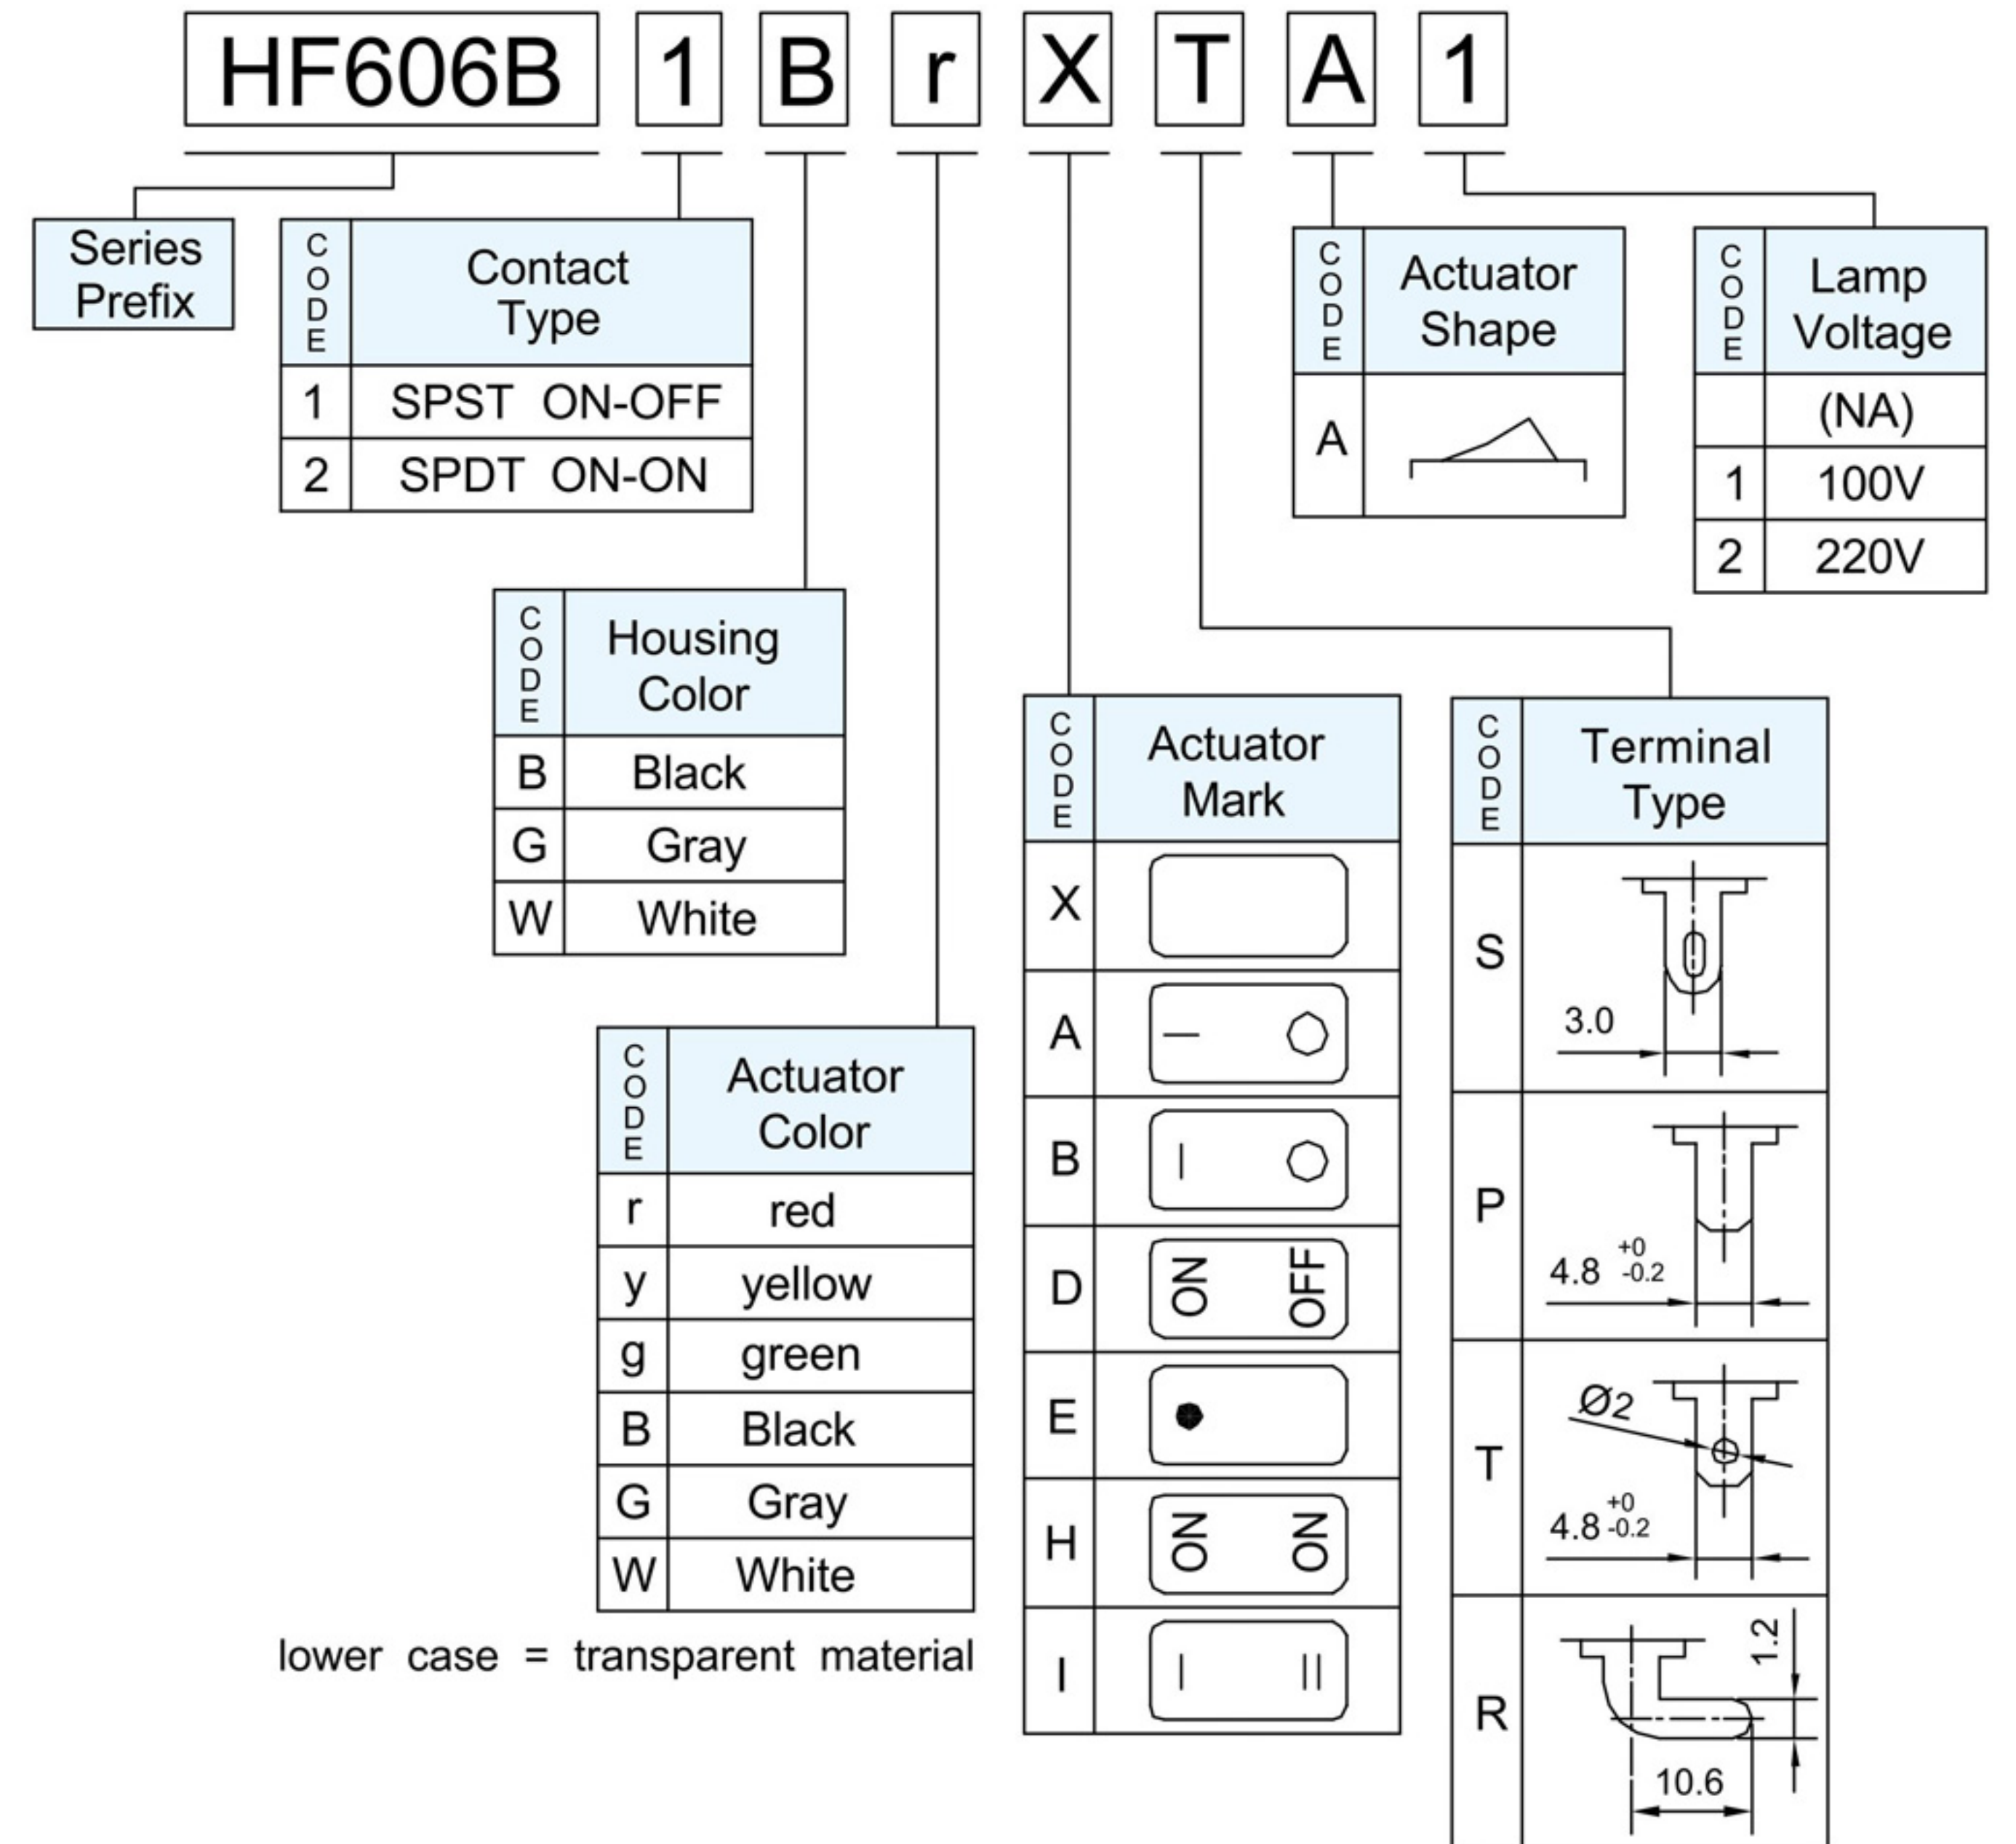 HF606B 1 B r X T A 1
Series
Prefix
CODE Contact
Type
1 SPST ON-OFF
2 SPDT ON-ON
CODE Actuator
Shape
A
CODE Lamp
Voltage
(NA)
1 100V
2 220V
CODE Housing
Color
B Black
G Gray
W White
CODE Actuator
Color
r red
y yellow
g green
B Black
G Gray
W White
lower case = transparent material
CODE Actuator
Mark
X
A | ○
B | ○
D ON OFF
E
H ON ON
I | ||
CODE Terminal
Type
S
3.0
P
4.8 +0 -0.2
T
Ø2
4.8 +0 -0.2
R
1.2
10.6